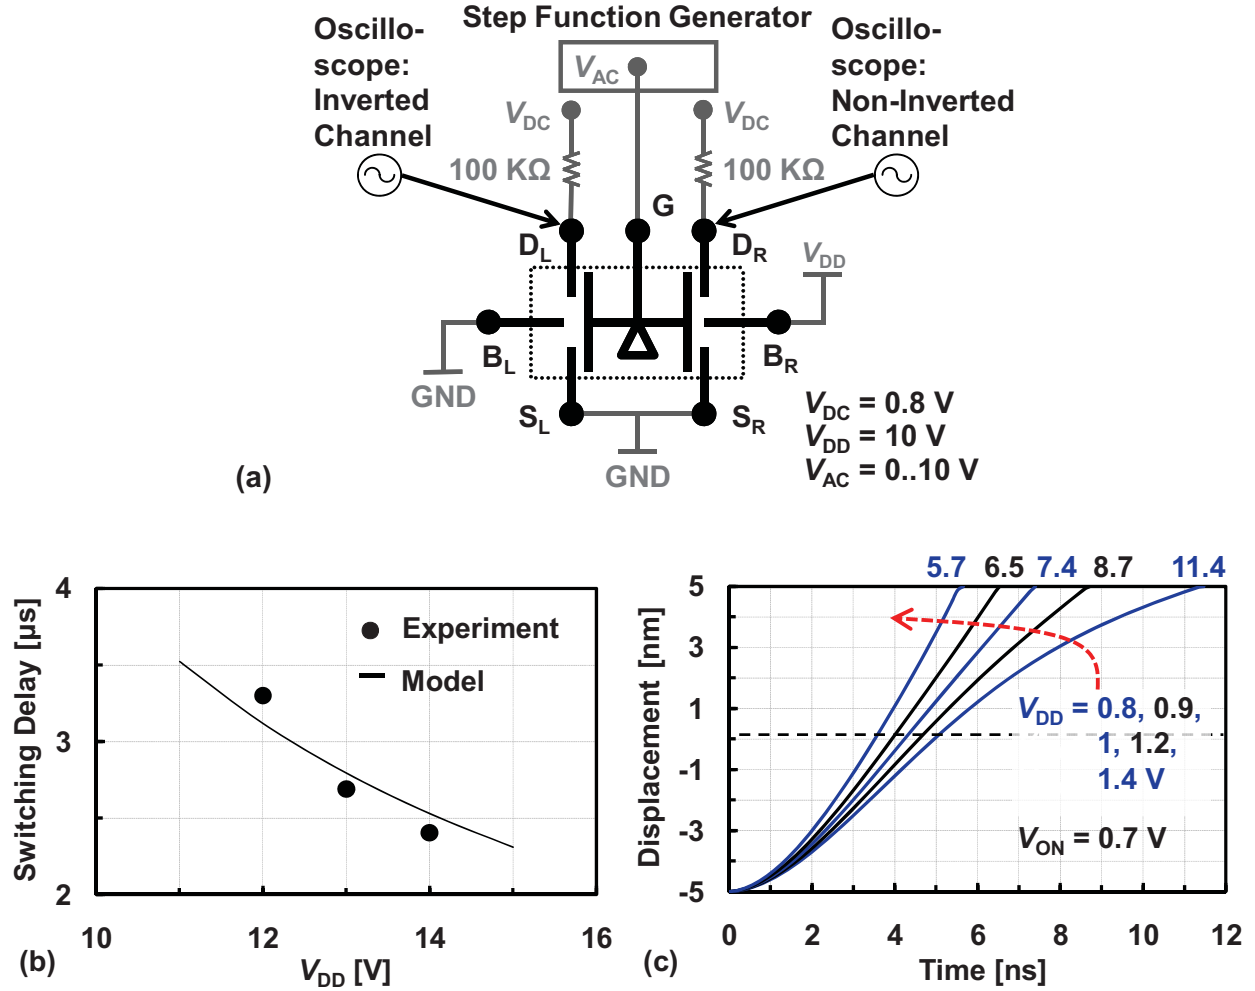 Step Function Generator
Oscillo-
scope:
Inverted
Channel
Oscillo-
scope:
Non-Inverted
Channel
VAC
VDC
VDC
100 KΩ
100 KΩ
G
DL
DR
VDD
BL
BR
GND
SL
SR
GND
VDC = 0.8 V
VDD = 10 V
VAC = 0..10 V
(a)
Switching Delay [µs]
4
3
2
Experiment
Model
10
12
14
16
VDD [V]
(b)
5.7
6.5
7.4
8.7
11.4
Displacement [nm]
5
3
1
-1
-3
-5
VDD = 0.8, 0.9,
1, 1.2,
1.4 V
VON = 0.7 V
0
2
4
6
8
10
12
Time [ns]
(c)